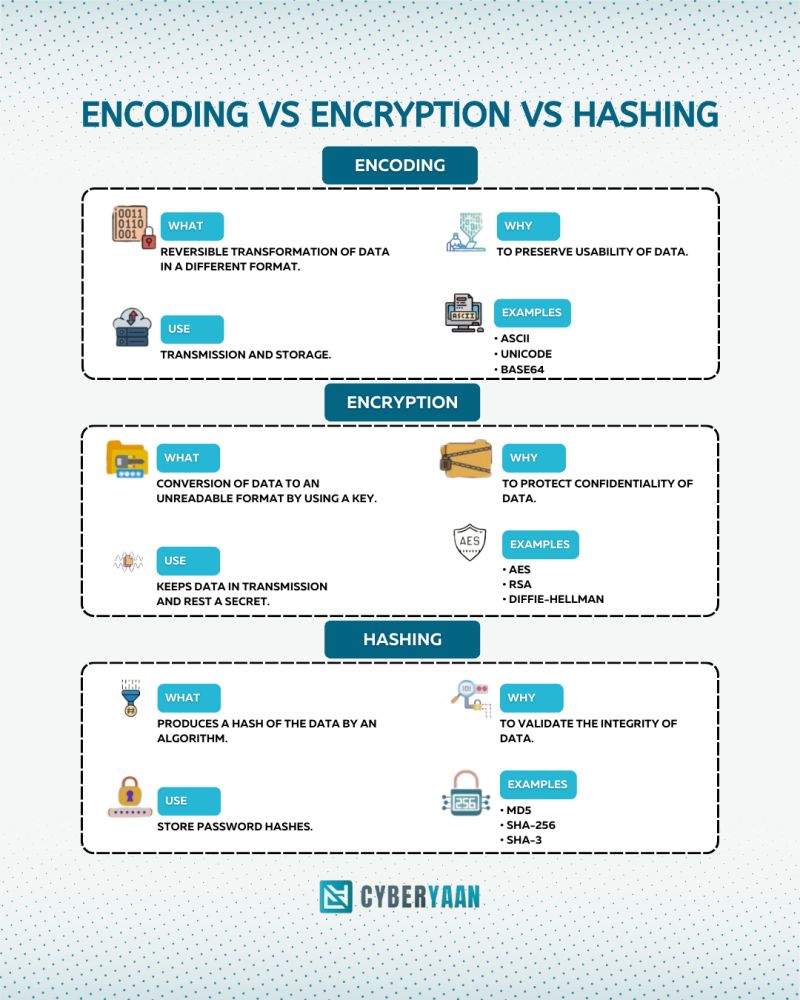 ENCODING VS ENCRYPTION VS HASHING
ENCODING
0011
0110
001
WHAT
REVERSIBLE TRANSFORMATION OF DATA
IN A DIFFERENT FORMAT.
WHY
TO PRESERVE USABILITY OF DATA.
USE
TRANSMISSION AND STORAGE.
ASCII
EXAMPLES
• ASCII
• UNICODE
• BASE64
ENCRYPTION
WHAT
CONVERSION OF DATA TO AN
UNREADABLE FORMAT BY USING A KEY.
WHY
TO PROTECT CONFIDENTIALITY OF
DATA.
USE
KEEPS DATA IN TRANSMISSION
AND REST A SECRET.
AES
EXAMPLES
• AES
• RSA
• DIFFIE-HELLMAN
HASHING
WHAT
PRODUCES A HASH OF THE DATA BY AN
ALGORITHM.
WHY
TO VALIDATE THE INTEGRITY OF
DATA.
USE
STORE PASSWORD HASHES.
256
EXAMPLES
• MD5
• SHA-256
• SHA-3
CYBERYAAN